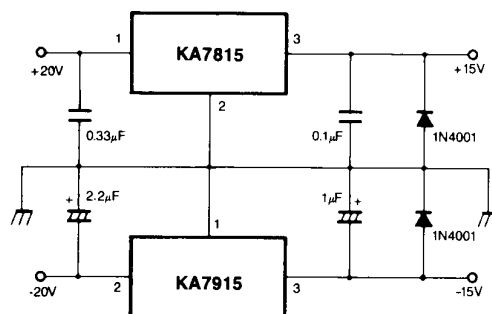 1
KA7815
3
+20V
+15V
2
0.33µF
0.1µF
1N4001
+
2.2µF
1
1µF
+
1N4001
-20V
2
KA7915
3
-15V